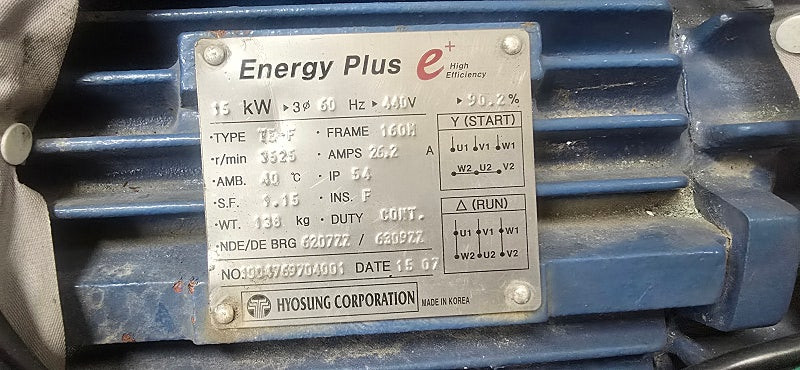 Energy Plus e+ High Efficiency
15 kW ▸3ø 60 Hz ▸440V ▸90.2%
·TYPE TE-F ·FRAME 160M
·r/min 3525 ·AMPS 26.2 A
·AMB. 40 °C ·IP 54
·S.F. 1.15 ·INS. F
·WT. 138 kg ·DUTY CONT.
·NDE/DE BRG 6207ZZ / 6309ZZ
NO. DATE 15 07
Y (START)
U1 V1 W1
W2 U2 V2
△ (RUN)
U1 V1 W1
W2 U2 V2
HYOSUNG CORPORATION MADE IN KOREA